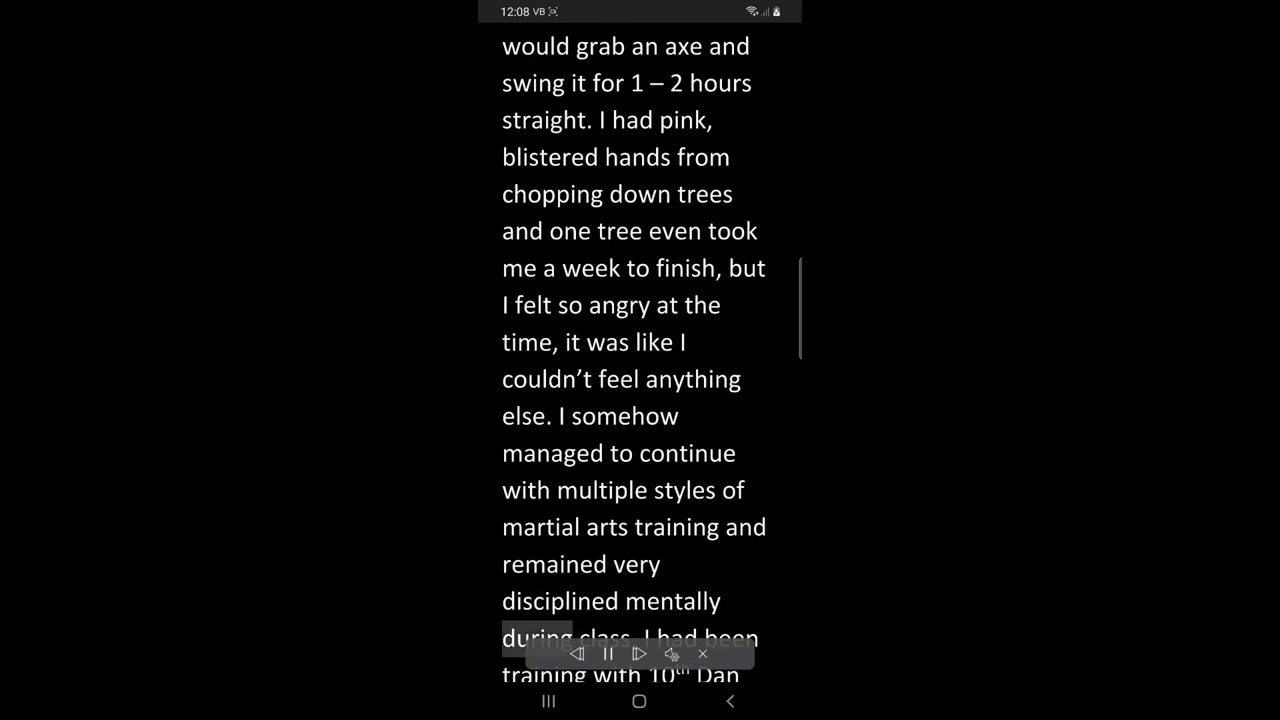 12:08 VB
would grab an axe and
swing it for 1 – 2 hours
straight. I had pink,
blistered hands from
chopping down trees
and one tree even took
me a week to finish, but
I felt so angry at the
time, it was like I
couldn’t feel anything
else. I somehow
managed to continue
with multiple styles of
martial arts training and
remained very
disciplined mentally
during class. I had been
training with 10th Dan